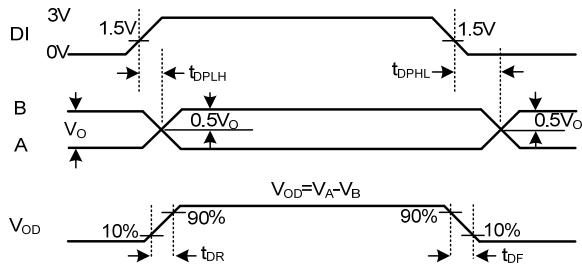 3V
DI
1.5V
1.5V
0V
tDPLH
tDPHL
B
VO
0.5VO
0.5VO
A
VOD=VA-VB
VOD
10%
90%
90%
10%
tDR
tDF